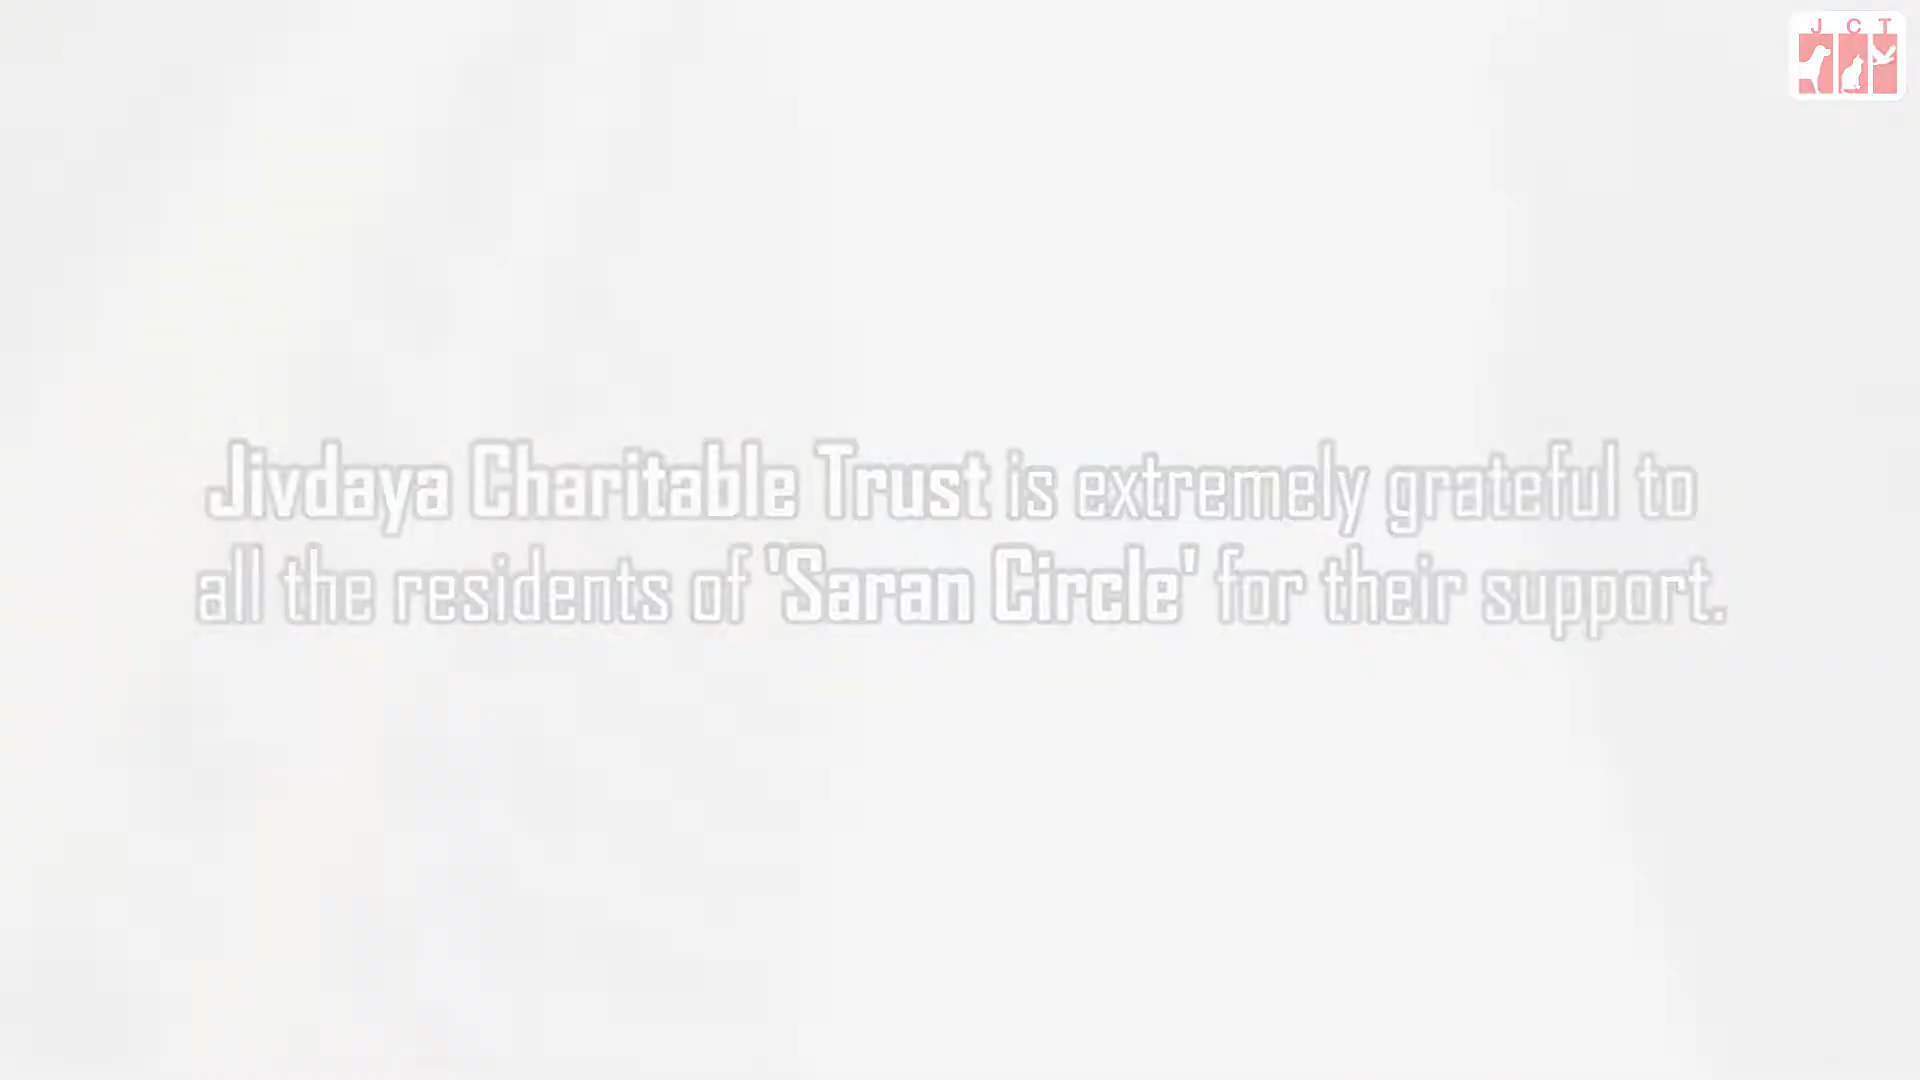 J C T
Jivdaya Charitable Trust is extremely grateful to
all the residents of 'Saran Circle' for their support.